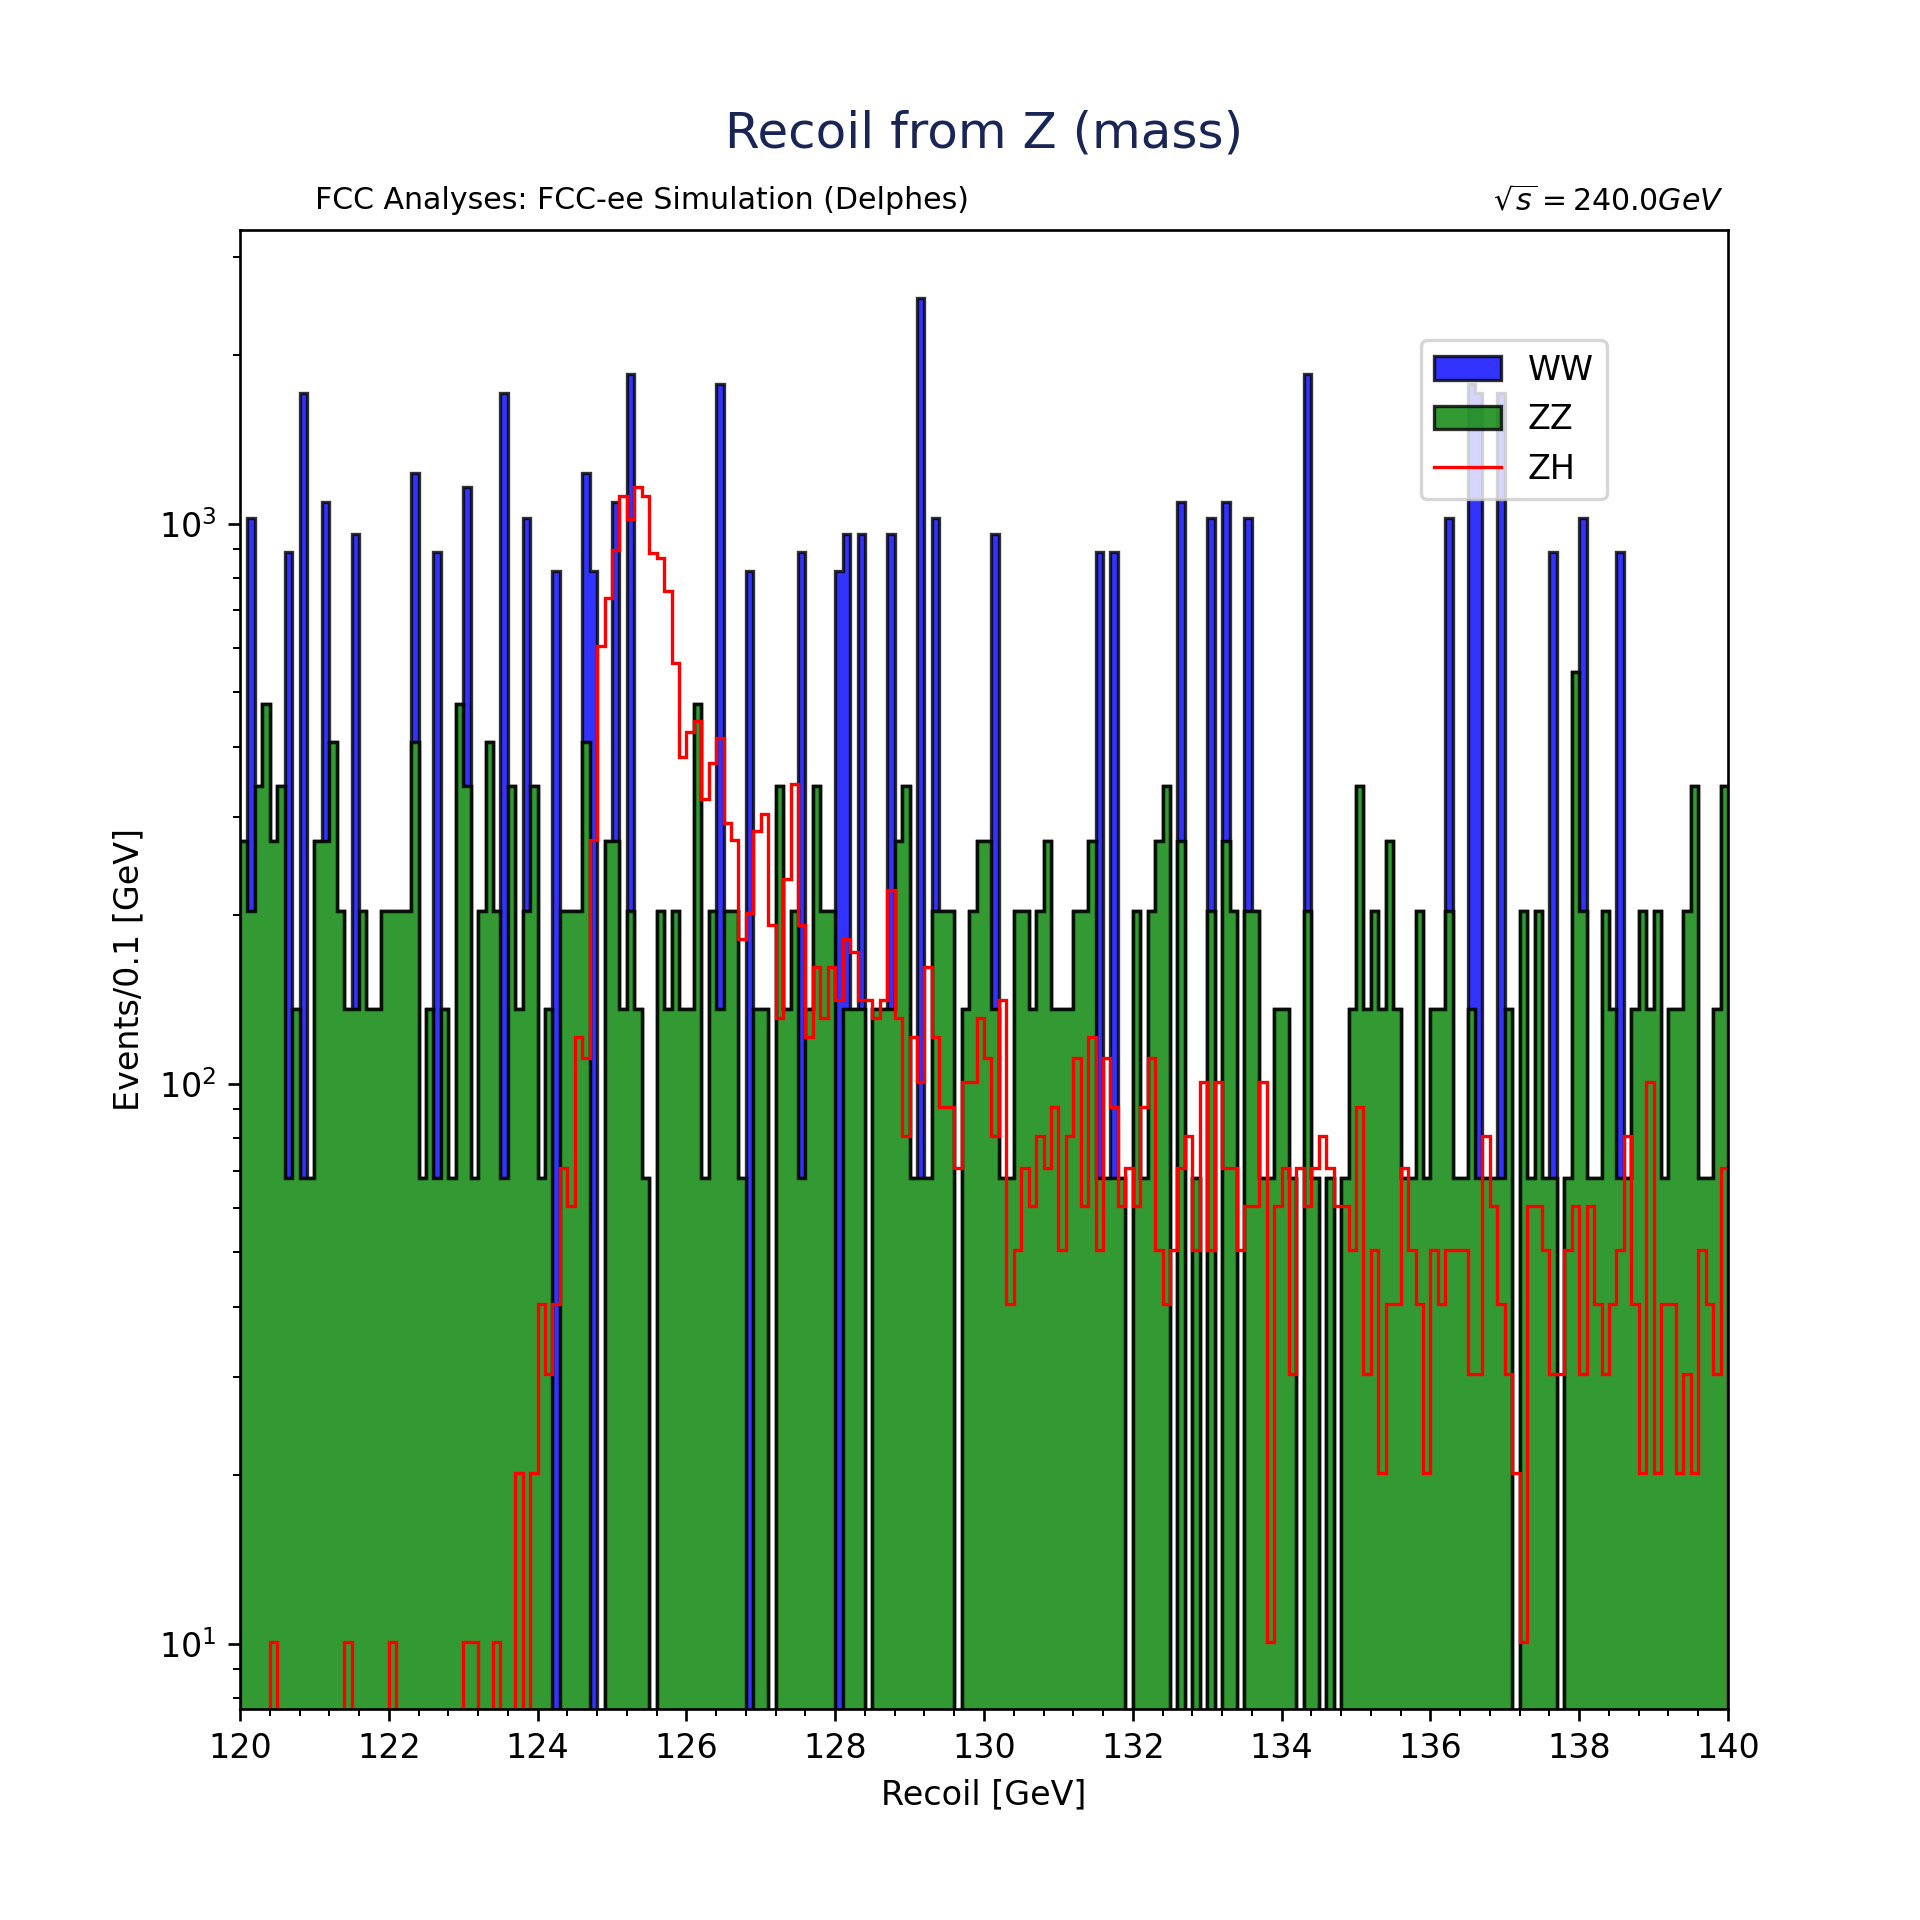 Recoil from Z (mass)
FCC Analyses: FCC-ee Simulation (Delphes)
√s = 240.0GeV
WW
ZZ
ZH
10³
10²
10¹
Events/0.1 [GeV]
120 122 124 126 128 130 132 134 136 138 140
Recoil [GeV]